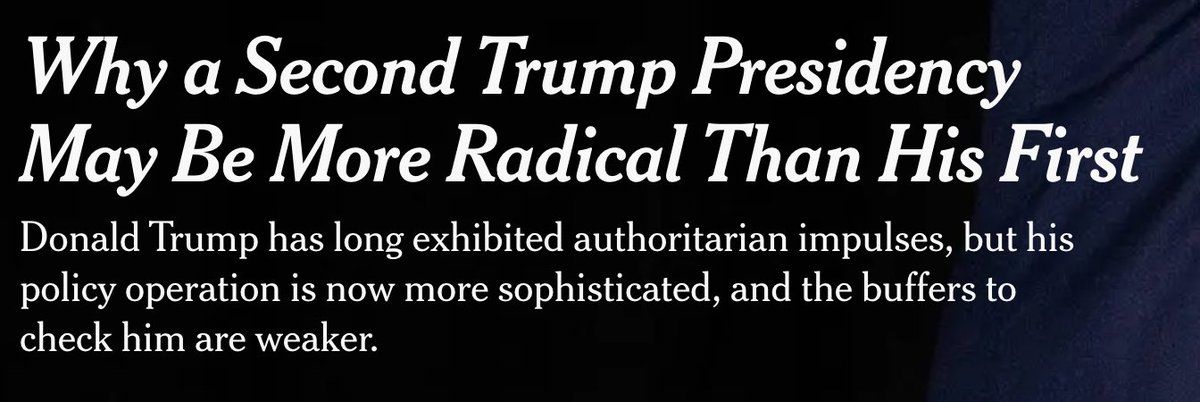 Why a Second Trump Presidency
May Be More Radical Than His First
Donald Trump has long exhibited authoritarian impulses, but his
policy operation is now more sophisticated, and the buffers to
check him are weaker.